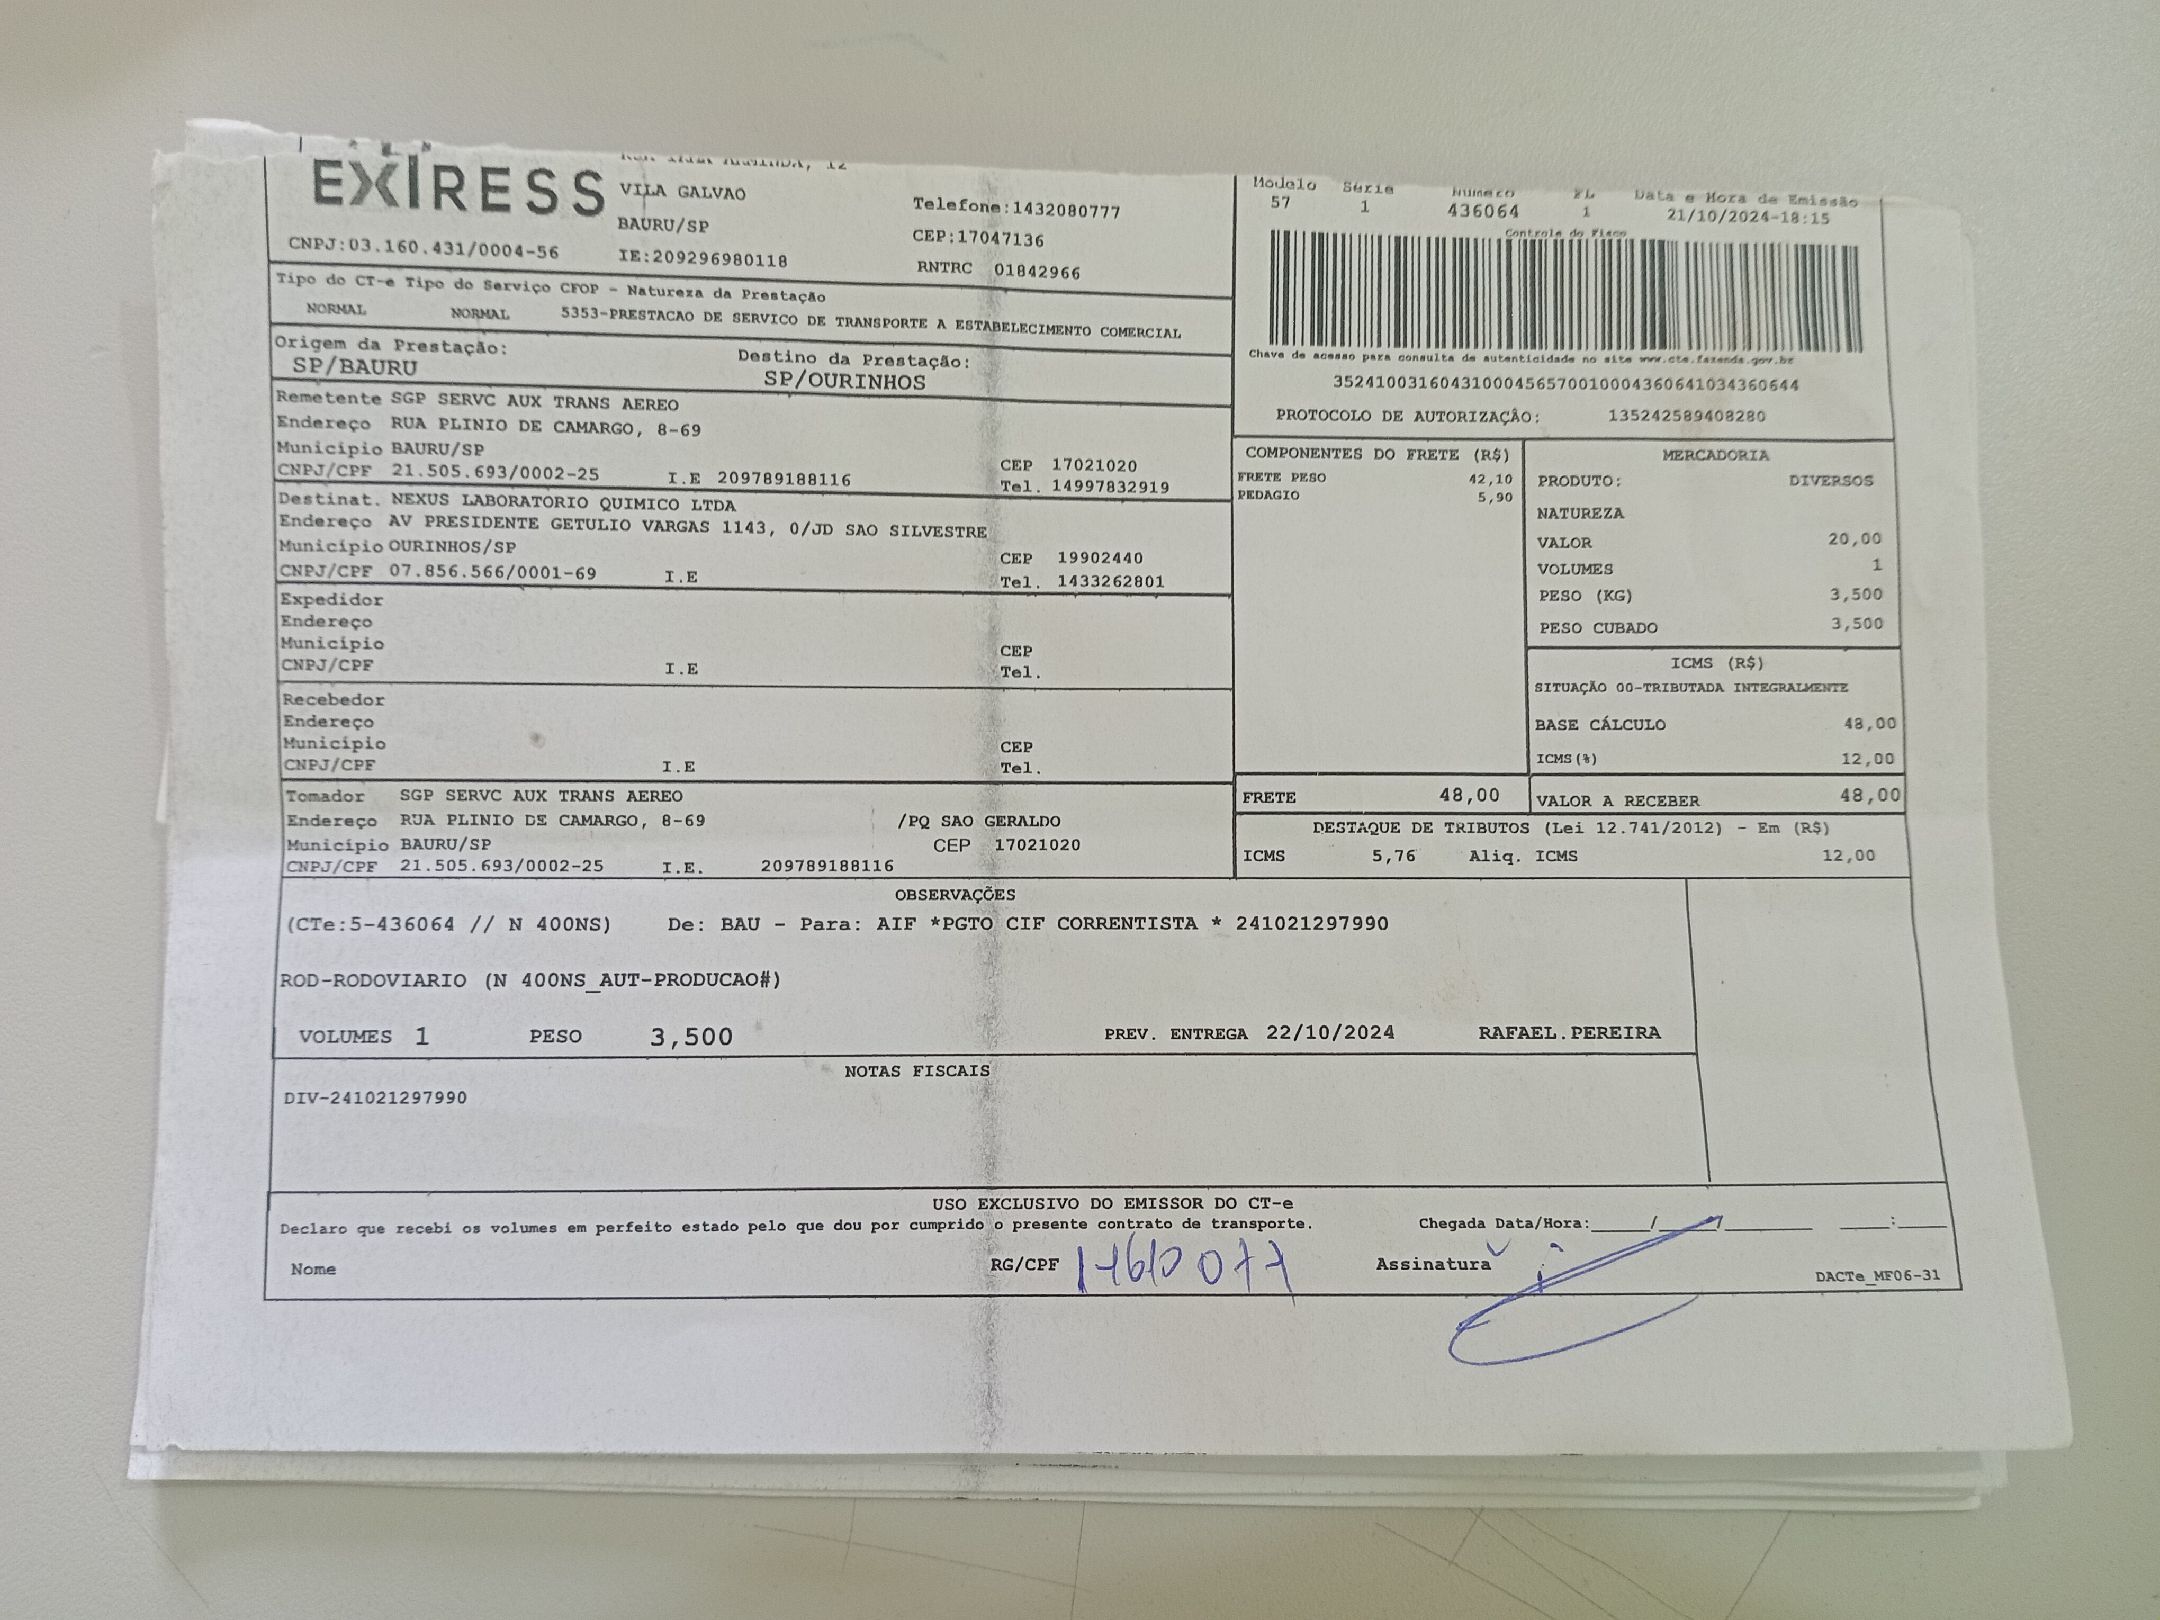 EXPRESS
VILA GALVAO
BAURU/SP
CNPJ:03.160.431/0004-56
IE:209296980118
Telefone:1432080777
CEP:17047136
RNTRC 01842966
Modelo Série Número FL Data e Hora de Emissão
57 1 436064 1 21/10/2024-18:15
Controle do Fisco
Tipo do CT-e Tipo do Serviço CFOP - Natureza da Prestação
NORMAL NORMAL 5353-PRESTACAO DE SERVICO DE TRANSPORTE A ESTABELECIMENTO COMERCIAL
Origem da Prestação: Destino da Prestação:
SP/BAURU SP/OURINHOS
Chave de acesso para consulta de autenticidade no site www.cte.fazenda.gov.br
35241003160431000456570010004360641034360644
PROTOCOLO DE AUTORIZAÇÂO: 135242589408280
Remetente SGP SERVC AUX TRANS AEREO
Endereço RUA PLINIO DE CAMARGO, 8-69
Município BAURU/SP CEP 17021020
CNPJ/CPF 21.505.693/0002-25 I.E 209789188116 Tel. 14997832919
Destinat. NEXUS LABORATORIO QUIMICO LTDA
Endereço AV PRESIDENTE GETULIO VARGAS 1143, 0/JD SAO SILVESTRE
Município OURINHOS/SP CEP 19902440
CNPJ/CPF 07.856.566/0001-69 I.E Tel. 1433262801
Expedidor
Endereço
Município CEP
CNPJ/CPF I.E Tel.
Recebedor
Endereço
Município CEP
CNPJ/CPF I.E Tel.
Tomador SGP SERVC AUX TRANS AEREO
Endereço RUA PLINIO DE CAMARGO, 8-69 /PQ SAO GERALDO
Município BAURU/SP CEP 17021020
CNPJ/CPF 21.505.693/0002-25 I.E. 209789188116
COMPONENTES DO FRETE (R$)
FRETE PESO 42,10
PEDAGIO 5,90
MERCADORIA
PRODUTO: DIVERSOS
NATUREZA
VALOR 20,00
VOLUMES 1
PESO (KG) 3,500
PESO CUBADO 3,500
ICMS (R$)
SITUAÇÃO 00-TRIBUTADA INTEGRALMENTE
BASE CÁLCULO 48,00
ICMS(%) 12,00
FRETE 48,00 VALOR A RECEBER 48,00
DESTAQUE DE TRIBUTOS (Lei 12.741/2012) - Em (R$)
ICMS 5,76 Aliq. ICMS 12,00
OBSERVAÇÕES
(CTe:5-436064 // N 400NS) De: BAU - Para: AIF *PGTO CIF CORRENTISTA * 241021297990
ROD-RODOVIARIO (N 400NS_AUT-PRODUCAO#)
VOLUMES 1 PESO 3,500 PREV. ENTREGA 22/10/2024 RAFAEL.PEREIRA
NOTAS FISCAIS
DIV-241021297990
USO EXCLUSIVO DO EMISSOR DO CT-e
Declaro que recebi os volumes em perfeito estado pelo que dou por cumprido o presente contrato de transporte. Chegada Data/Hora:____/____/________ ____:____
Nome RG/CPF Assinatura
DACTe_MF06-31